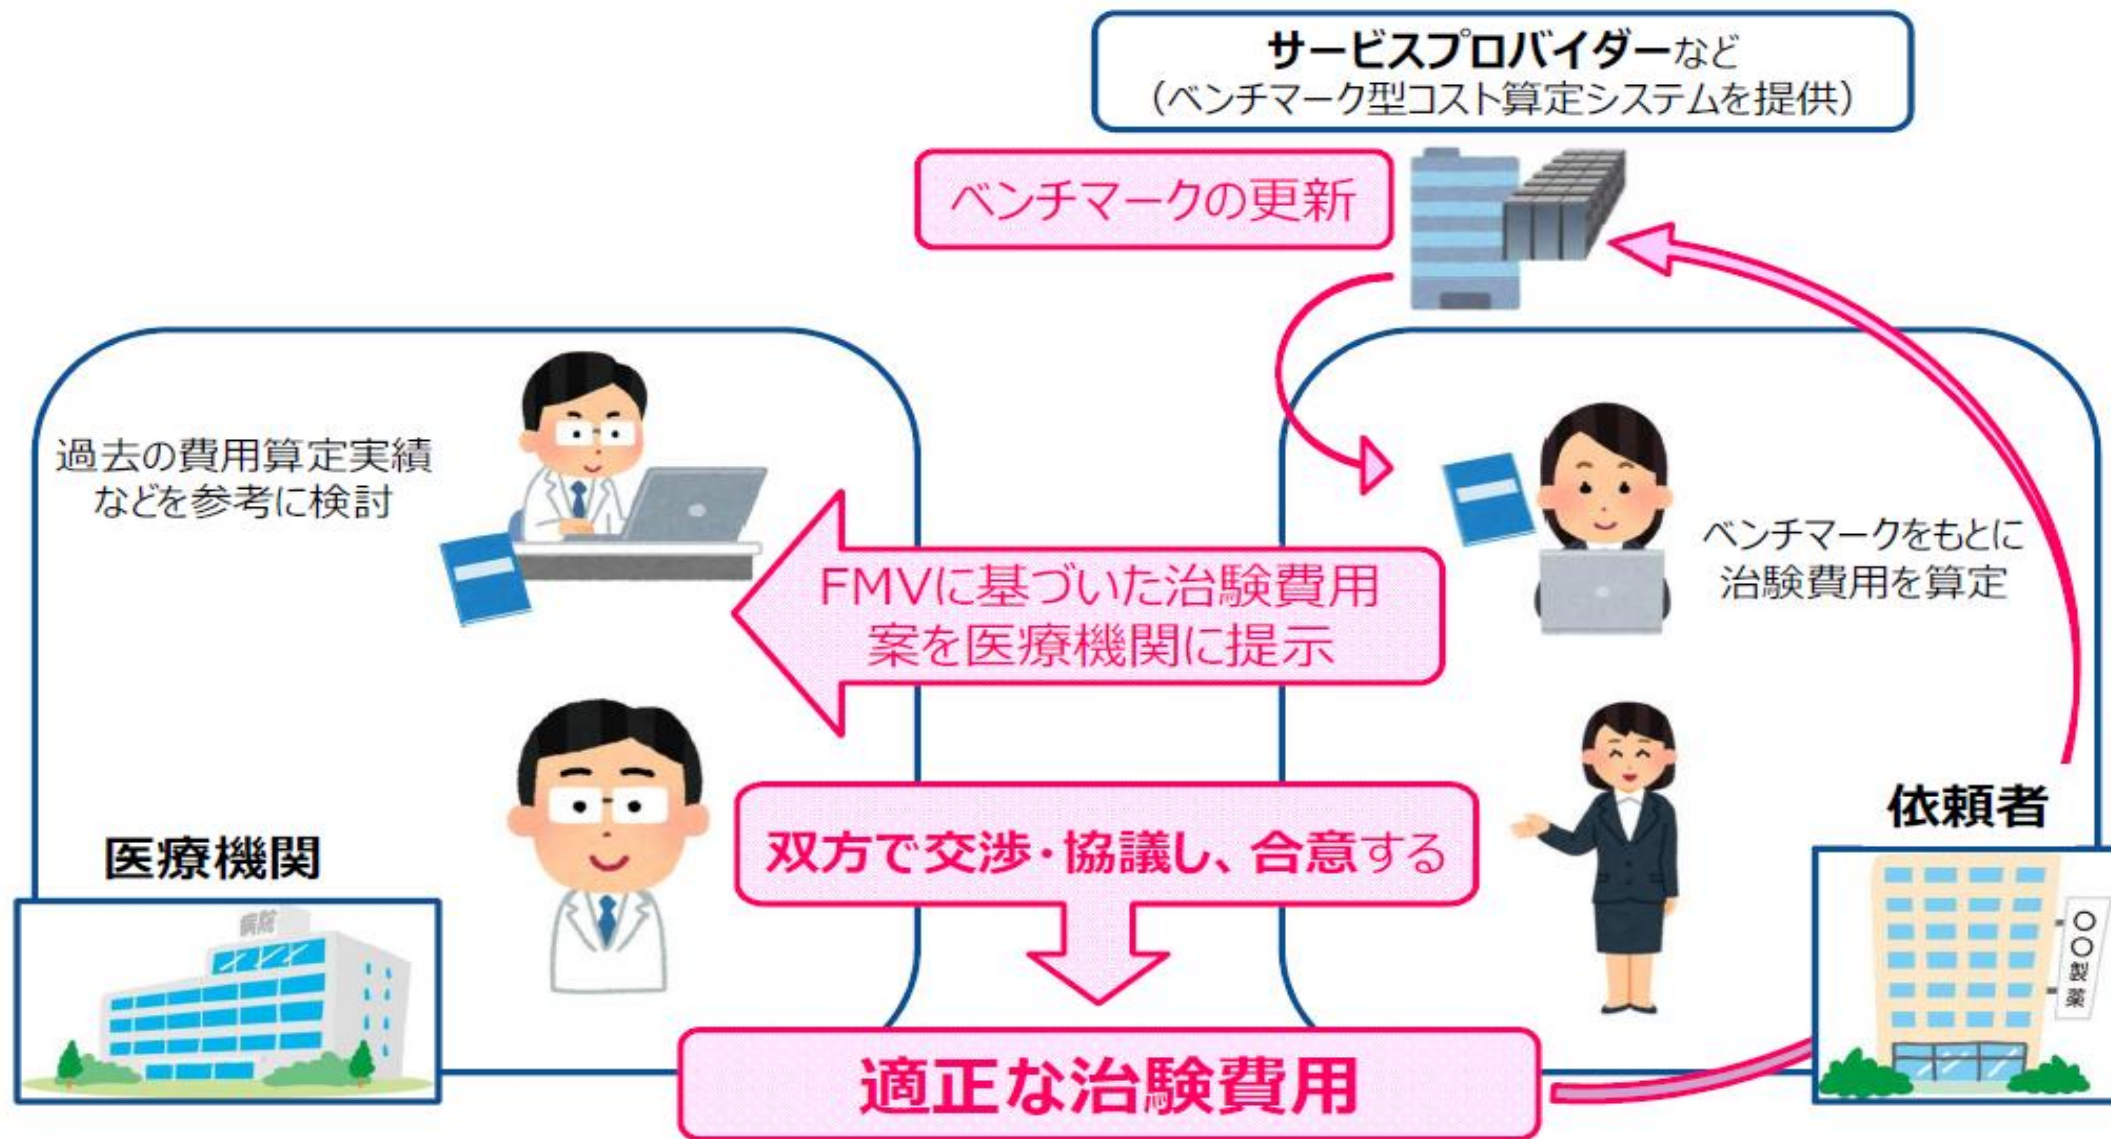 サービスプロバイダーなど
（ベンチマーク型コスト算定システムを提供）
ベンチマークの更新
過去の費用算定実績
などを参考に検討
ベンチマークをもとに
治験費用を算定
FMVに基づいた治験費用
案を医療機関に提示
双方で交渉・協議し、合意する
医療機関
病院
依頼者
〇〇製薬
適正な治験費用